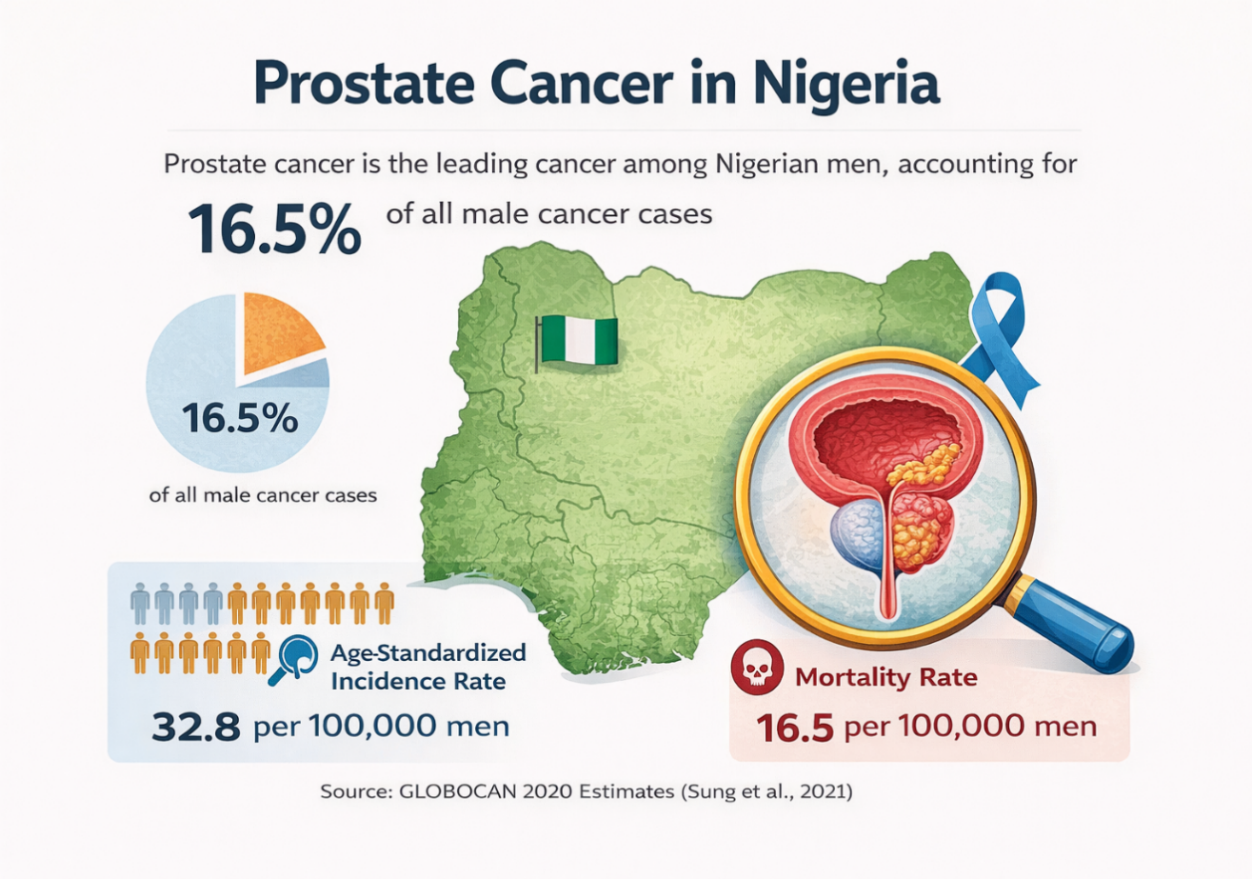 Prostate Cancer in Nigeria
Prostate cancer is the leading cancer among Nigerian men, accounting for
16.5% of all male cancer cases
16.5%
of all male cancer cases
Age-Standardized
Incidence Rate
32.8 per 100,000 men
Mortality Rate
16.5 per 100,000 men
Source: GLOBOCAN 2020 Estimates (Sung et al., 2021)